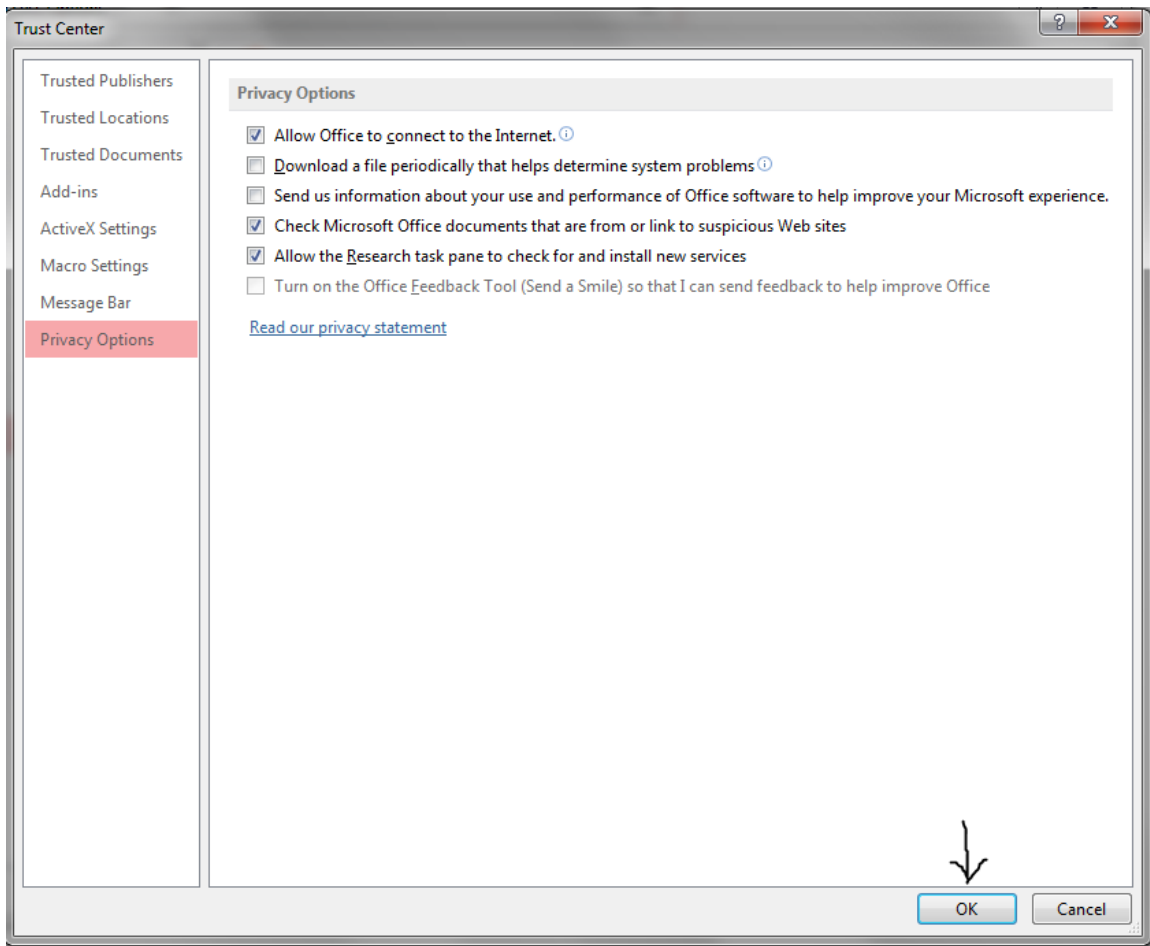 Trust Center
Trusted Publishers
Trusted Locations
Trusted Documents
Add-ins
ActiveX Settings
Macro Settings
Message Bar
Privacy Options
Privacy Options
Allow Office to connect to the Internet.
Download a file periodically that helps determine system problems
Send us information about your use and performance of Office software to help improve your Microsoft experience.
Check Microsoft Office documents that are from or link to suspicious Web sites
Allow the Research task pane to check for and install new services
Turn on the Office Feedback Tool (Send a Smile) so that I can send feedback to help improve Office
Read our privacy statement
OK
Cancel